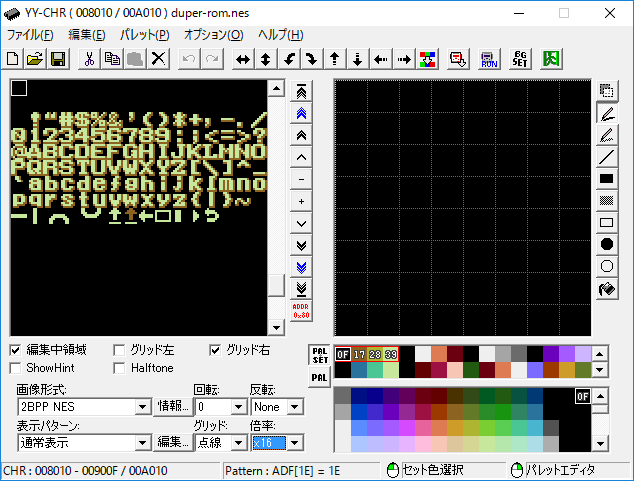 YY-CHR ( 008010 / 00A010 ) duper-rom.nes
ファイル(F) 編集(E) パレット(P) オプション(O) ヘルプ(H)
RUN BG SET
!"#$%&'()*+,-./
0123456789:;<=>?
@ABCDEFGHIJKLMNO
PQRSTUVWXYZ[\]^_
`abcdefghijklmno
pqrstuvwxyz{|}~
ADDR 0x80
編集中領域 グリッド左 グリッド右
ShowHint Halftone
PAL SET
0F 17 28 39
PAL
0F
画像形式: 回転: 反転:
2BPP NES 情報... 0 None
表示パターン: グリッド: 倍率:
通常表示 編集... 点線 x16
CHR : 008010 - 00900F / 00A010 Pattern : ADF[1E] = 1E セット色選択 パレットエディタ